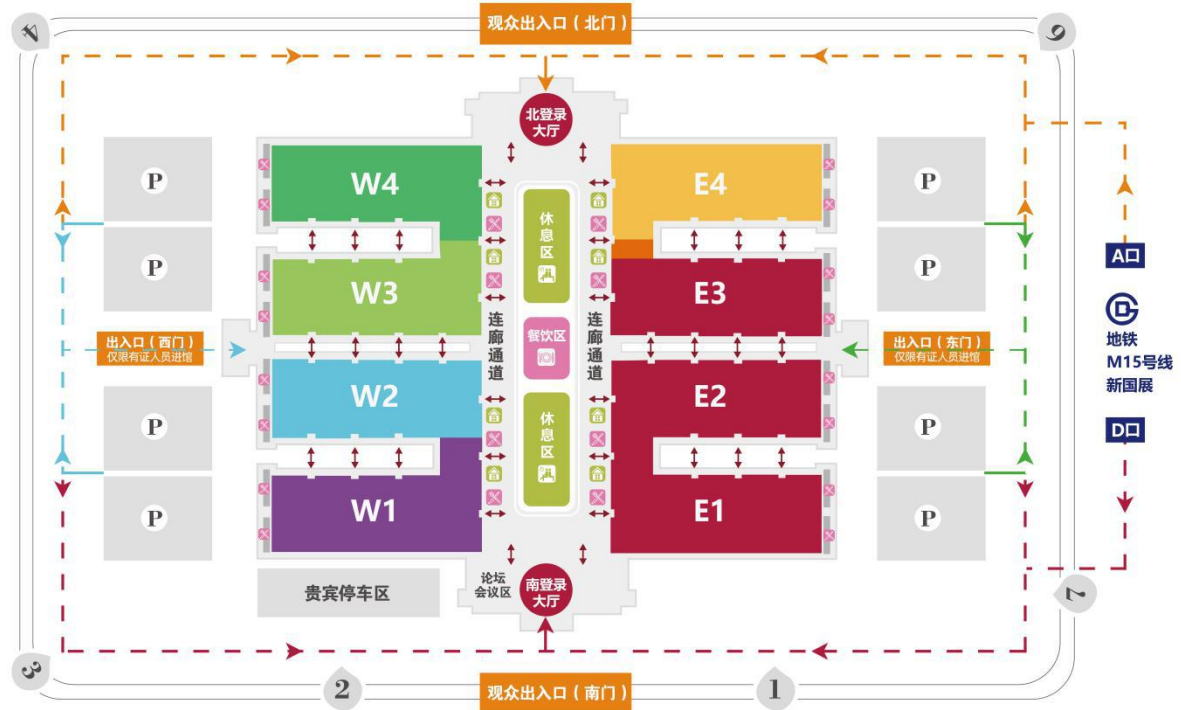 4
观众出入口（北门）
6
北登录
大厅
P
W4
E4
P
休息区
A口
P
W3
E3
P
地铁
M15号线
新国展
出入口（西门）
仅限有证人员进馆
连廊通道
餐饮区
连廊通道
出入口（东门）
仅限有证人员进馆
P
W2
E2
P
休息区
D口
P
W1
E1
P
贵宾停车区
论坛
会议区
南登录
大厅
7
3
2
观众出入口（南门）
1